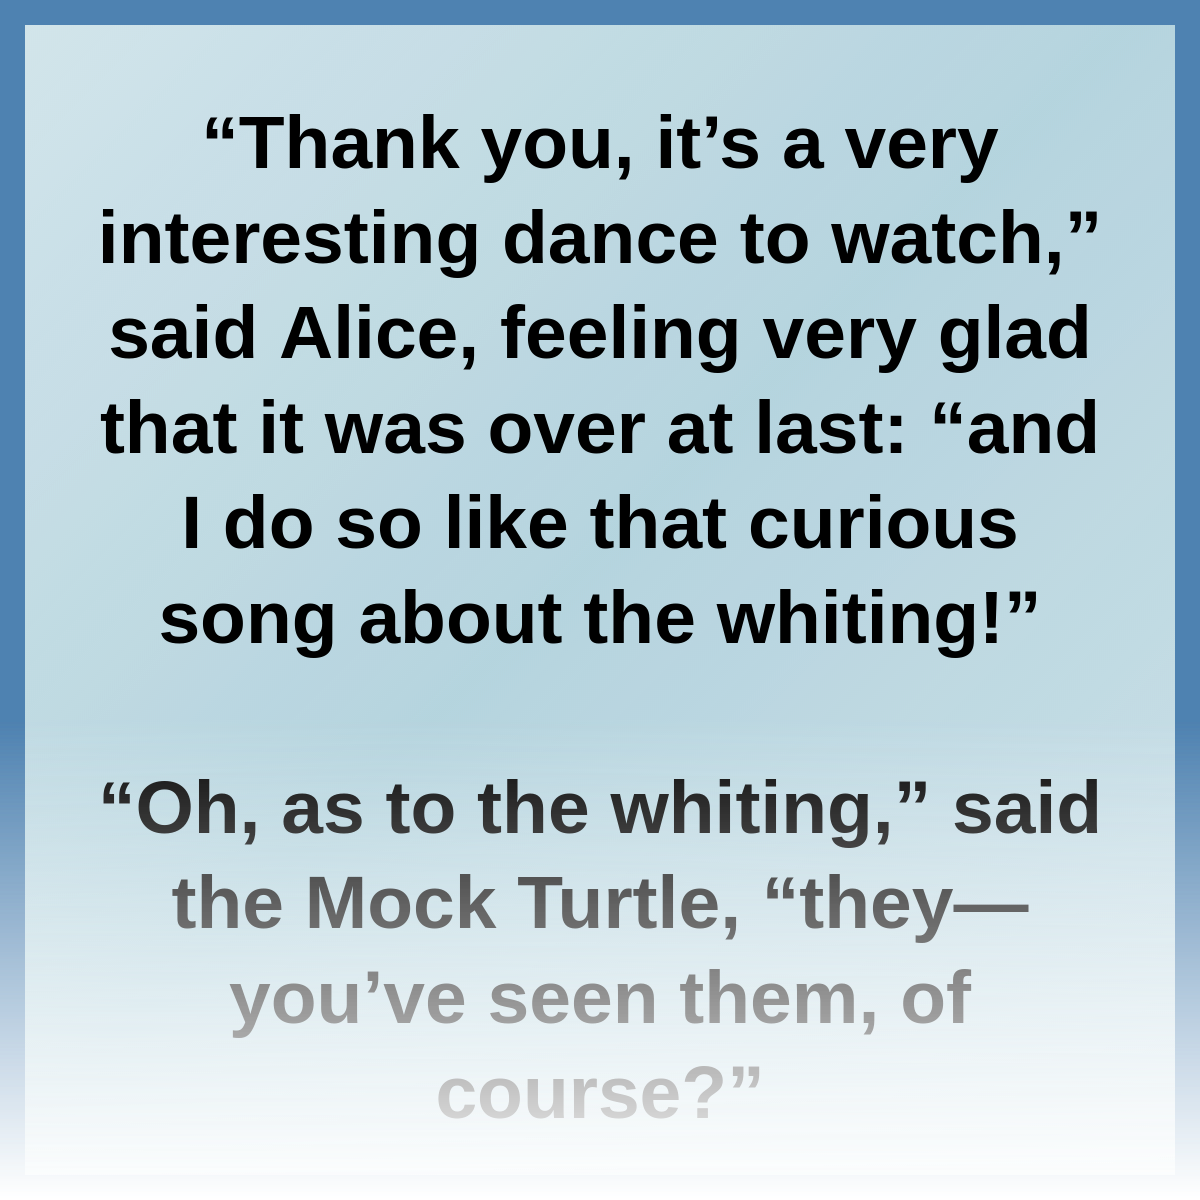 “Thank you, it’s a very
interesting dance to watch,”
said Alice, feeling very glad
that it was over at last: “and
I do so like that curious
song about the whiting!”
“Oh, as to the whiting,” said
the Mock Turtle, “they—
you’ve seen them, of
course?”